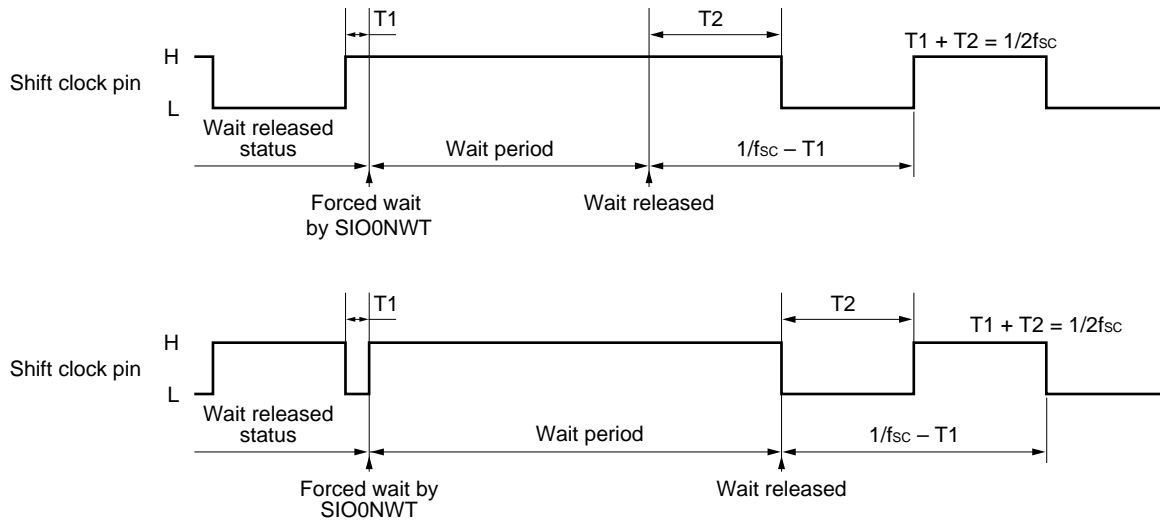 T1
T2
T1 + T2 = 1/2fsc
H
Shift clock pin
L
Wait released
status
Wait period
1/fsc – T1
Forced wait
by SIO0NWT
Wait released
T1
T2
T1 + T2 = 1/2fsc
H
Shift clock pin
L
Wait released
status
Wait period
1/fsc – T1
Forced wait by
SIO0NWT
Wait released